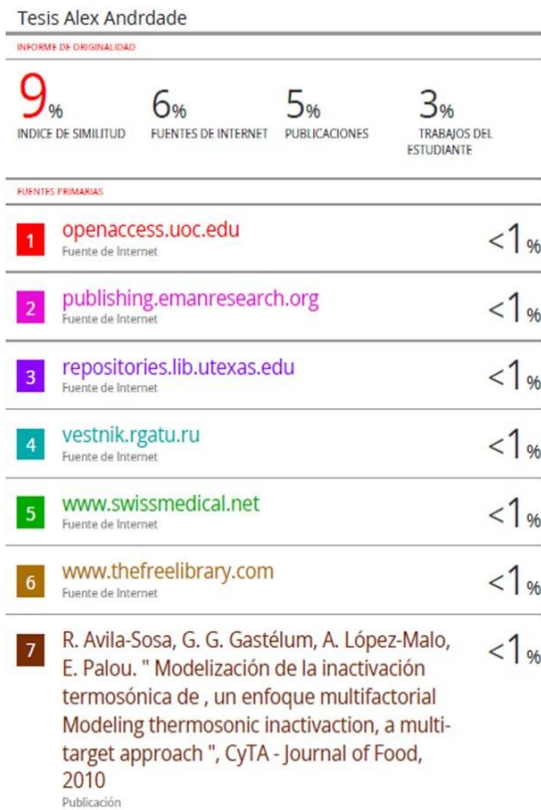 Tesis Alex Andrdade
INFORME DE ORIGINALIDAD
9% 6% 5% 3%
INDICE DE SIMILITUD FUENTES DE INTERNET PUBLICACIONES TRABAJOS DEL
ESTUDIANTE
FUENTES PRIMARIAS
1 openaccess.uoc.edu <1%
Fuente de Internet
2 publishing.emanresearch.org <1%
Fuente de Internet
3 repositories.lib.utexas.edu <1%
Fuente de Internet
4 vestnik.rgatu.ru <1%
Fuente de Internet
5 www.swissmedical.net <1%
Fuente de Internet
6 www.thefreelibrary.com <1%
Fuente de Internet
7 R. Avila-Sosa, G. G. Gastélum, A. López-Malo, <1%
E. Palou. " Modelización de la inactivación
termosónica de , un enfoque multifactorial
Modeling thermosonic inactivaction, a multi-
target approach ", CyTA - Journal of Food,
2010
Publicación